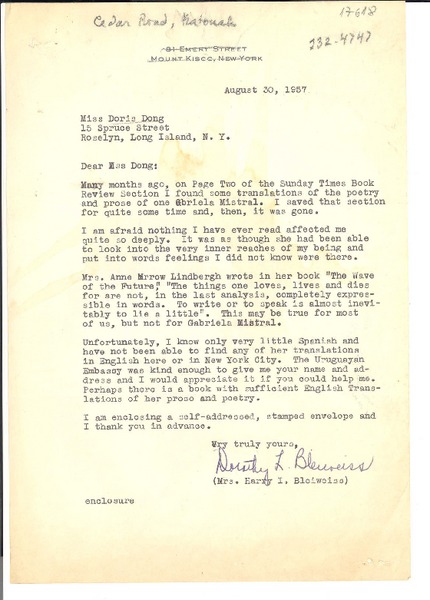 Cedar Road, Katonah
17618
232-4747
81 EMERY STREET
MOUNT KISCO, NEW YORK
August 30, 1957
Miss Doris Dong
15 Spruce Street
Roselyn, Long Island, N. Y.
Dear Mss Dong:
Many months ago, on Page Two of the Sunday Times Book
Review Section I found some translations of the poetry
and prose of one Gbriela Mistral. I saved that section
for quite some time and, then, it was gone.
I am afraid nothing I have ever read affected me
quite so deeply. It was as though she had been able
to look into the very inner reaches of my being and
put into words feelings I did not know were there.
Mrs. Anne Mrrow Lindbergh wrote in her book "The Wave
of the Future", "The things one loves, lives and dies
for are not, in the last analysis, completely expres-
sible in words. To write or to speak is almost inevi-
tably to lie a little". This may be true for most
of us, but not for Gabriela Mistral.
Unfortunately, I know only very little Spanish and
have not been able to find any of her translations
in English here or in New York City. The Uruguayan
Embassy was kind enough to give me your name and ad-
dress and I would appreciate it if you could help me.
Perhaps there is a book with sufficient English Trans-
lations of her prose and poetry.
I am enclosing a self-addressed, stamped envelope and
I thank you in advance.
Vry truly yours,
Dorothy L. Bleiweiss
(Mrs. Harry I. Bleiweiss)
enclosure